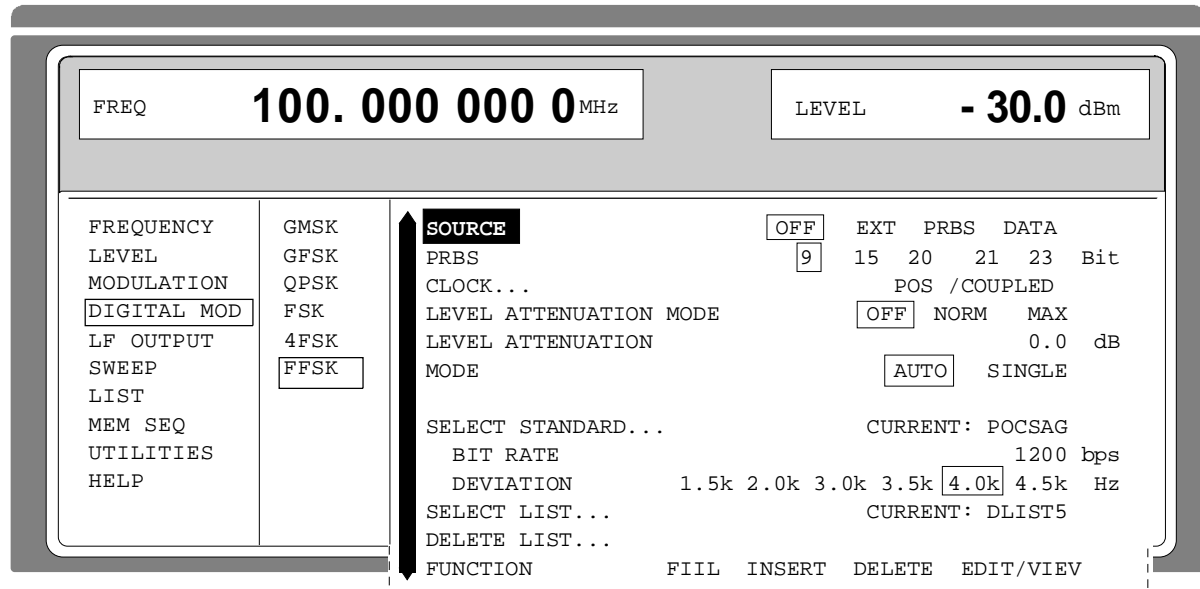 FREQ 100. 000 000 0 MHz LEVEL - 30.0 dBm
FREQUENCY GMSK SOURCE OFF EXT PRBS DATA
LEVEL GFSK PRBS 9 15 20 21 23 Bit
MODULATION QPSK CLOCK... POS /COUPLED
DIGITAL MOD FSK LEVEL ATTENUATION MODE OFF NORM MAX
LF OUTPUT 4FSK LEVEL ATTENUATION 0.0 dB
SWEEP FFSK MODE AUTO SINGLE
LIST
MEM SEQ SELECT STANDARD... CURRENT: POCSAG
UTILITIES BIT RATE 1200 bps
HELP DEVIATION 1.5k 2.0k 3.0k 3.5k 4.0k 4.5k Hz
SELECT LIST... CURRENT: DLIST5
DELETE LIST...
FUNCTION FIIL INSERT DELETE EDIT/VIEV